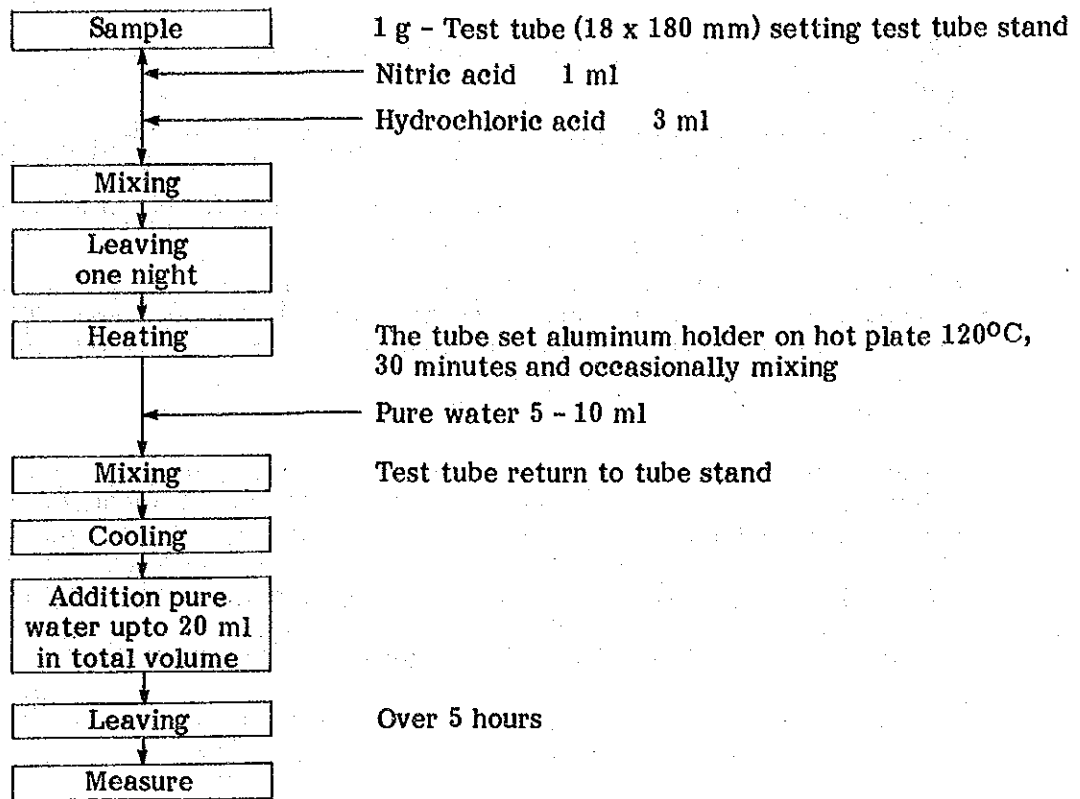 Sample
1 g - Test tube (18 x 180 mm) setting test tube stand
Nitric acid 1 ml
Hydrochloric acid 3 ml
Mixing
Leaving
one night
Heating
The tube set aluminum holder on hot plate 120°C,
30 minutes and occasionally mixing
Pure water 5 - 10 ml
Mixing
Test tube return to tube stand
Cooling
Addition pure
water upto 20 ml
in total volume
Leaving
Over 5 hours
Measure